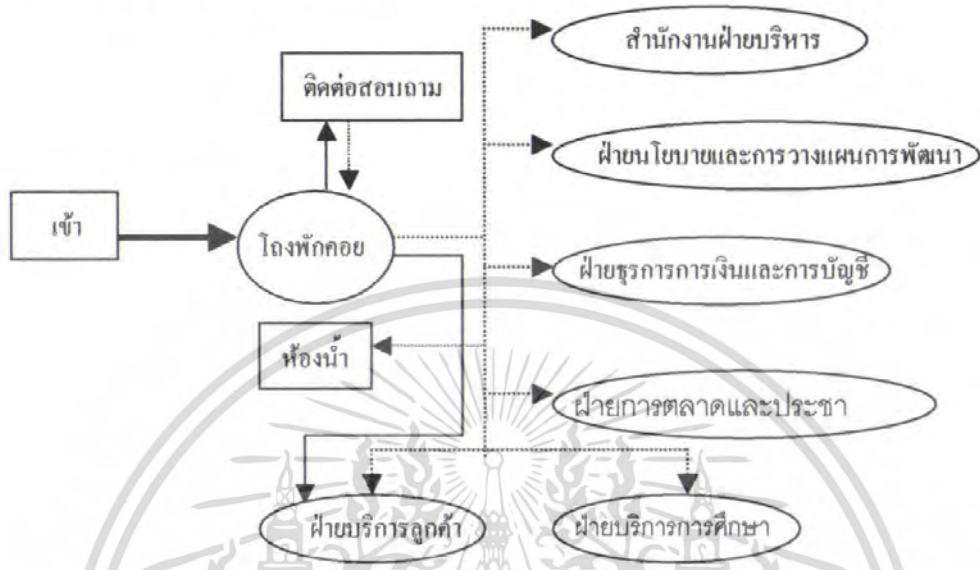 สำนักงานฝ่ายบริหาร
ติดต่อสอบถาม
ฝ่ายนโยบายและการวางแผนการพัฒนา
เข้า
โถงพักคอย
ฝ่ายธุรการการเงินและการบัญชี
ห้องน้ำ
ฝ่ายการตลาดและประชา
ฝ่ายบริการลูกค้า
ฝ่ายบริการการศึกษา